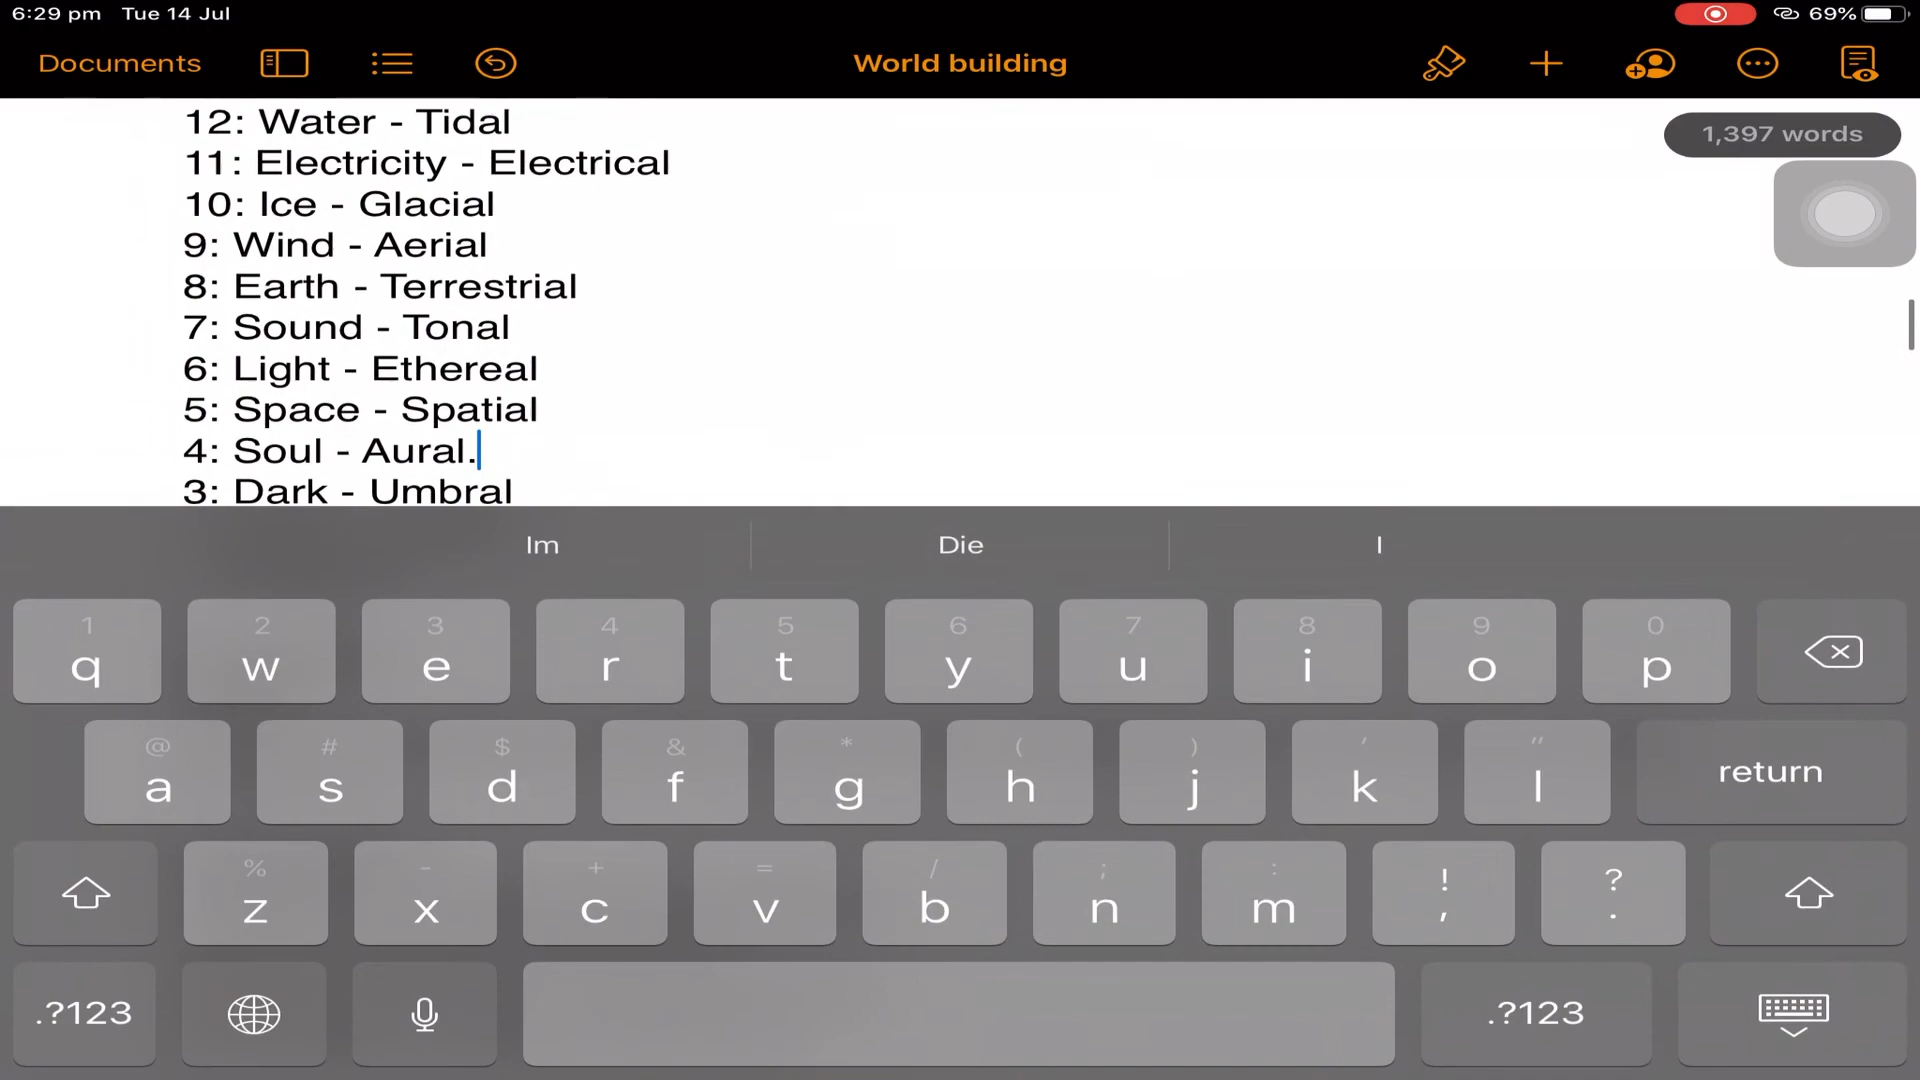 6:29 pm Tue 14 Jul 69%
Documents World building
1,397 words
12: Water - Tidal
11: Electricity - Electrical
10: Ice - Glacial
9: Wind - Aerial
8: Earth - Terrestrial
7: Sound - Tonal
6: Light - Ethereal
5: Space - Spatial
4: Soul - Aural.
3: Dark - Umbral
Im Die I
1 2 3 4 5 6 7 8 9 0
q w e r t y u i o p
@ # $ & * ( ) ' "
a s d f g h j k l return
% - + = / ; : ! ?
z x c v b n m , .
.?123 .?123